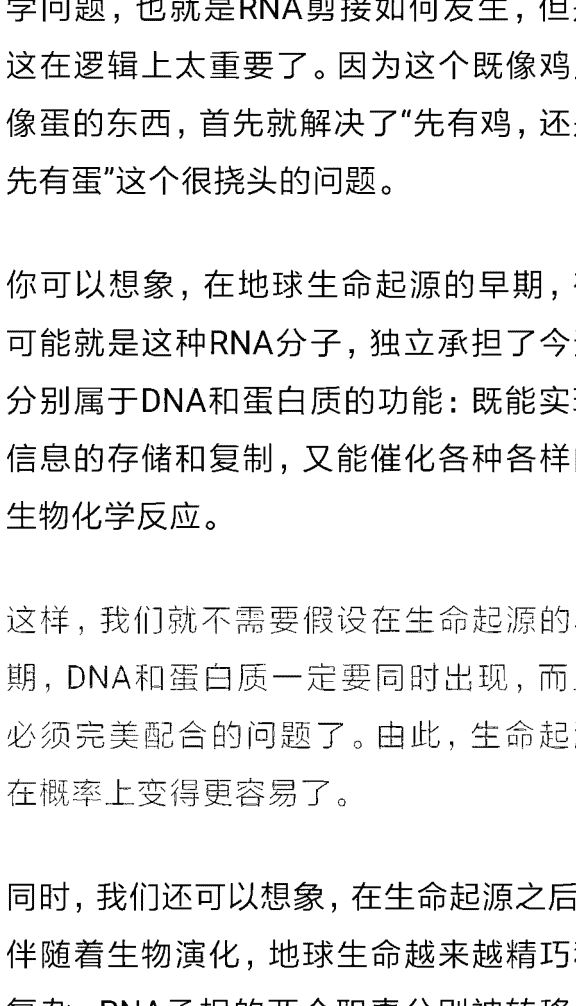 学问题，也就是RNA剪接如何发生，但
这在逻辑上太重要了。因为这个既像鸡
像蛋的东西，首先就解决了“先有鸡，还
先有蛋”这个很挠头的问题。
你可以想象，在地球生命起源的早期，
可能就是这种RNA分子，独立承担了今
分别属于DNA和蛋白质的功能：既能实
信息的存储和复制，又能催化各种各样
生物化学反应。
这样，我们就不需要假设在生命起源的
期，DNA和蛋白质一定要同时出现，而
必须完美配合的问题了。由此，生命起
在概率上变得更容易了。
同时，我们还可以想象，在生命起源之后
伴随着生物演化，地球生命越来越精巧